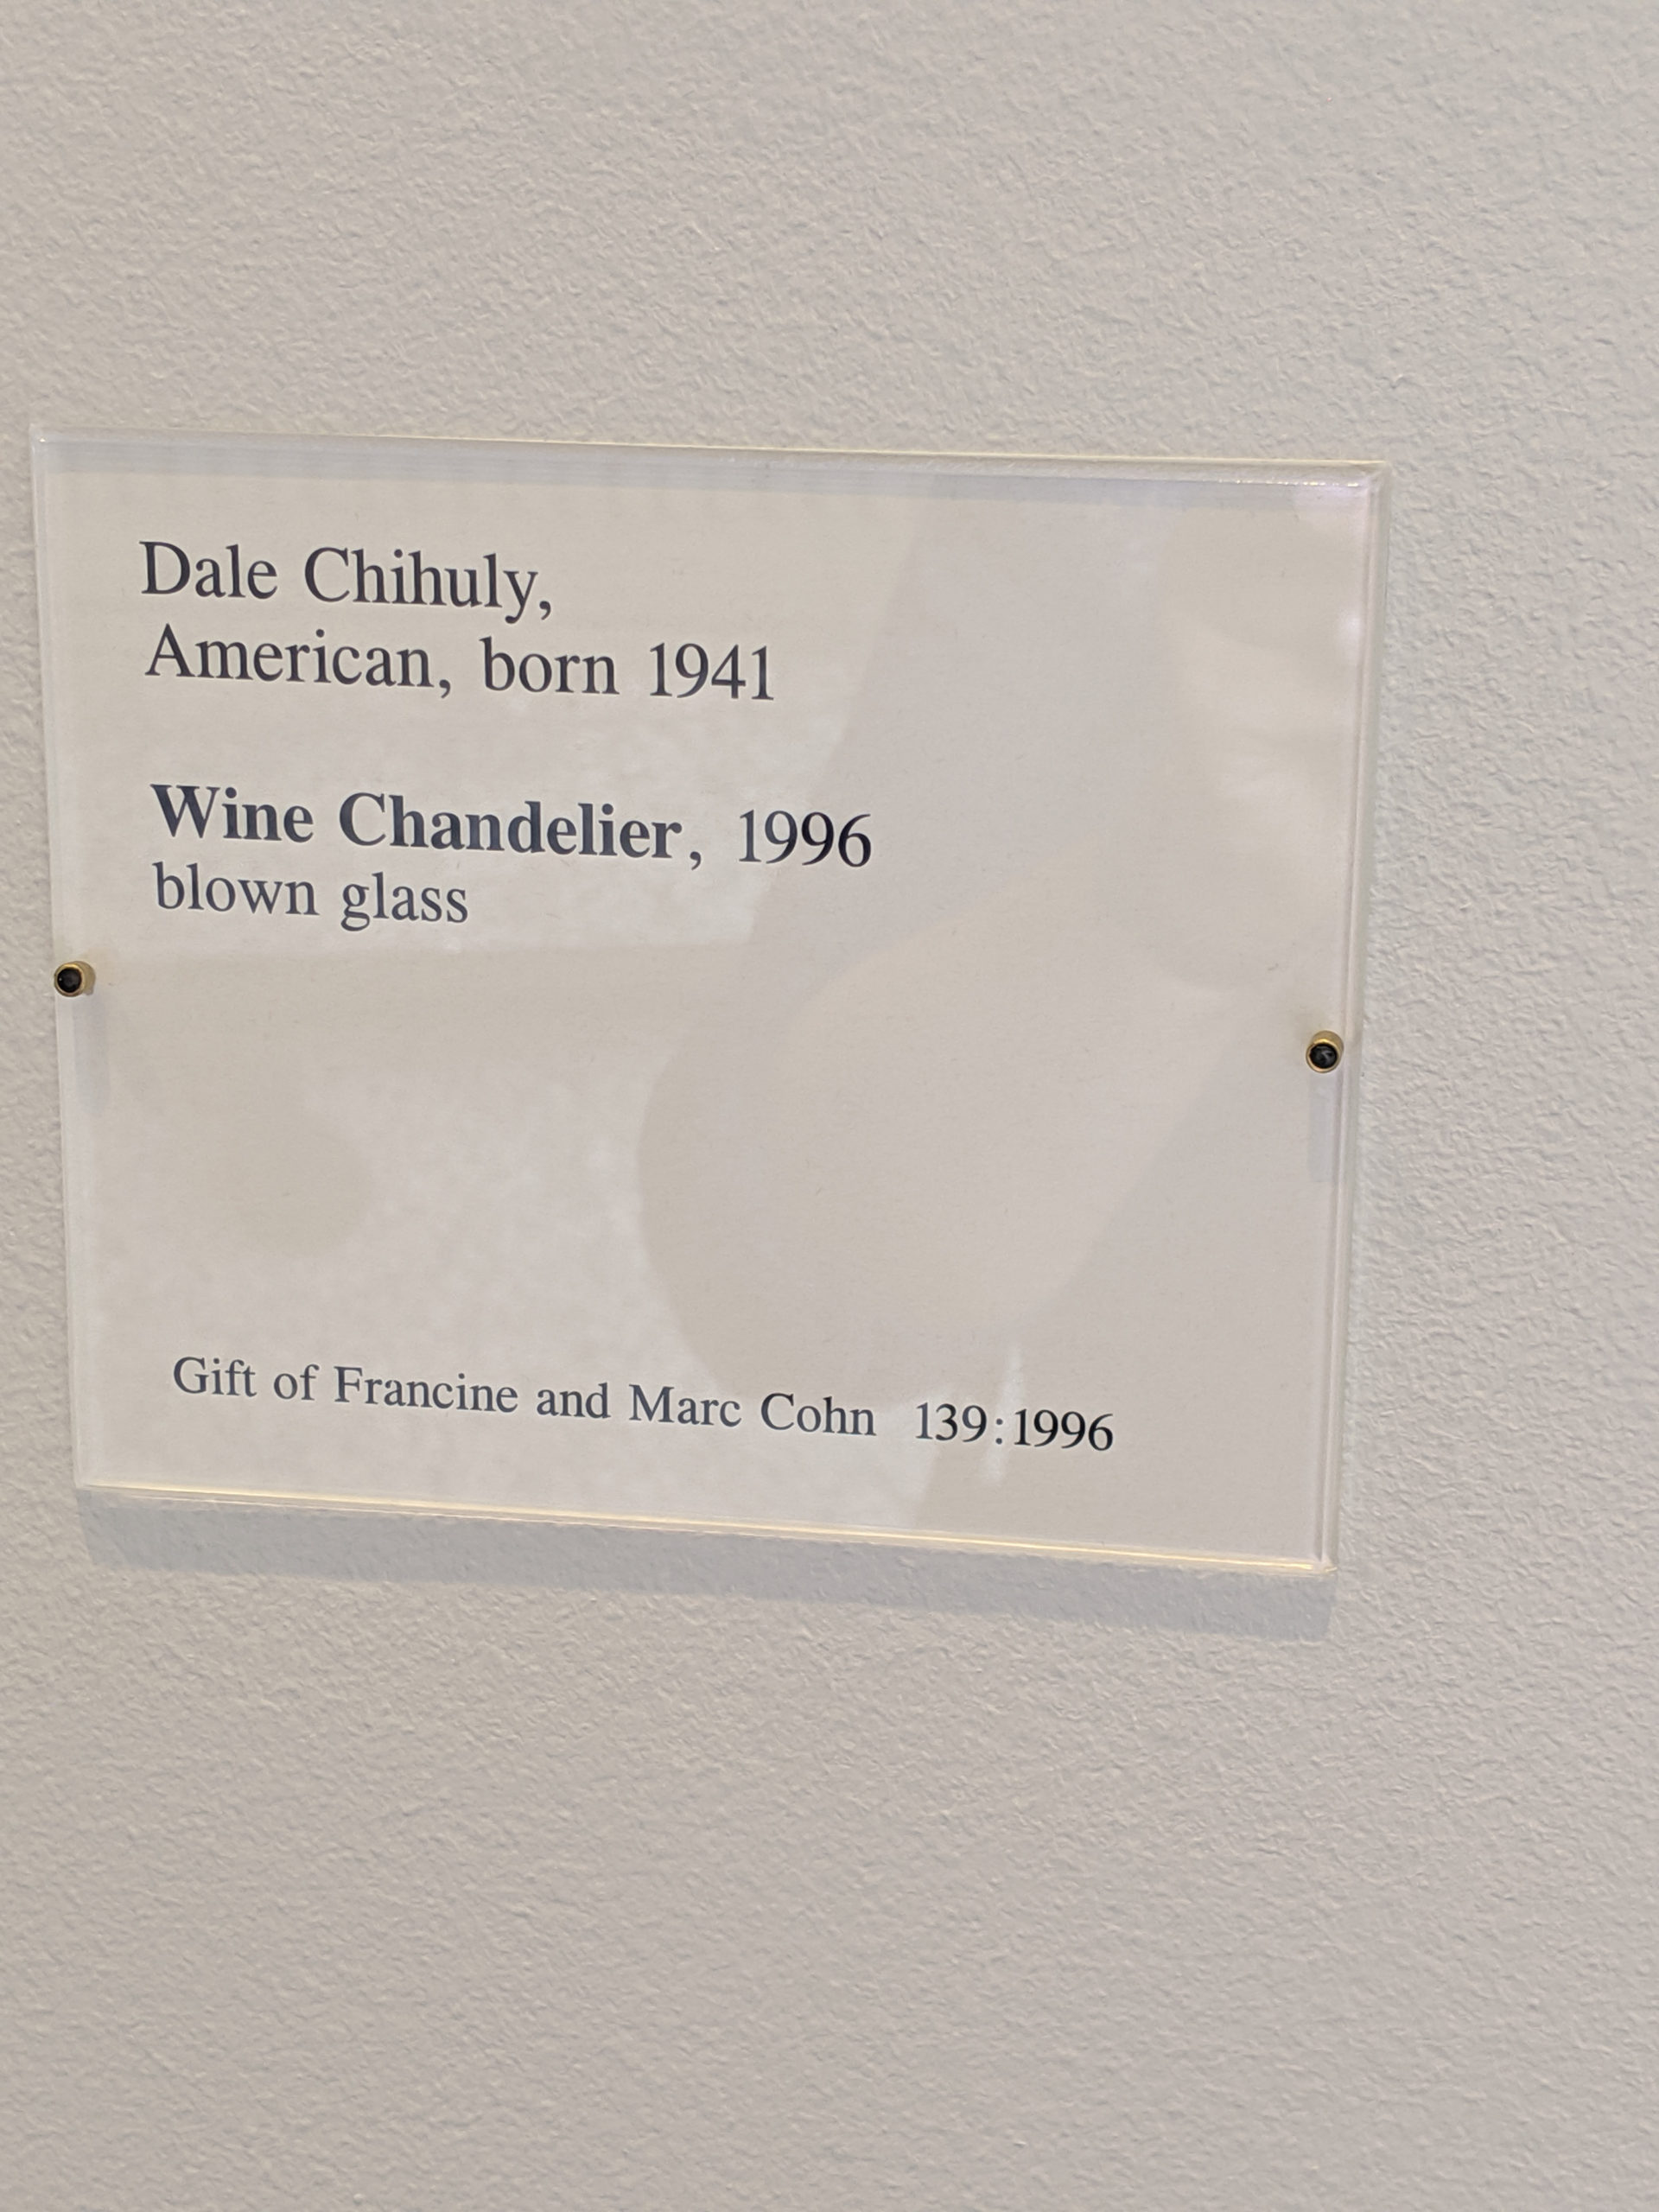 Dale Chihuly,
American, born 1941
Wine Chandelier, 1996
blown glass
Gift of Francine and Marc Cohn 139:1996